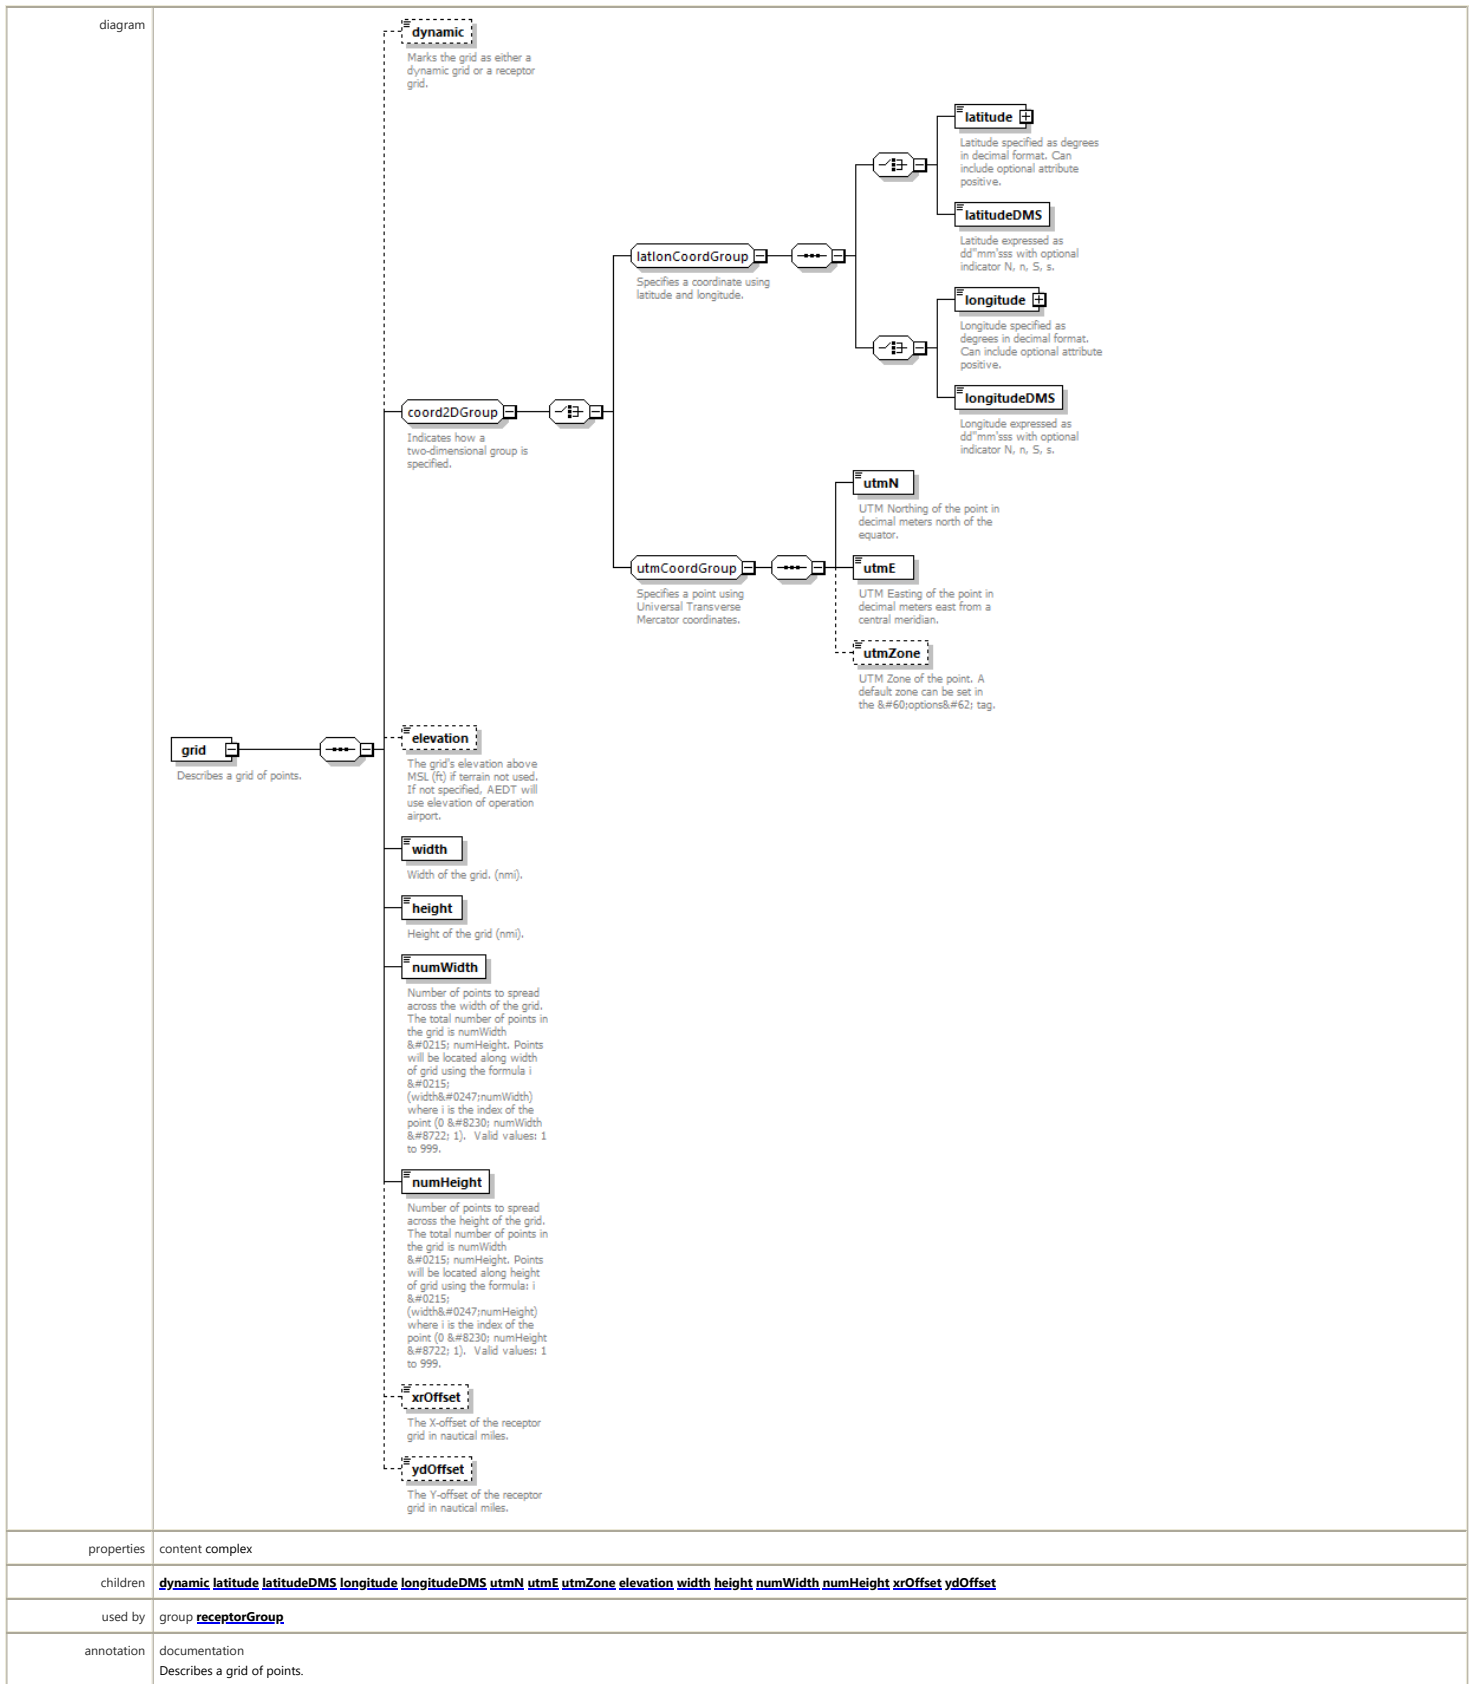 diagram
dynamic
Marks the grid as either a
dynamic grid or a receptor
grid.
latitude
Latitude specified as degrees
in decimal format. Can
include optional attribute
positive.
latitudeDMS
Latitude expressed as
dd"mm'sss with optional
indicator N, n, S, s.
latlonCoordGroup
Specifies a coordinate using
latitude and longitude.
longitude
Longitude specified as
degrees in decimal format.
Can include optional attribute
positive.
longitudeDMS
Longitude expressed as
dd"mm'sss with optional
indicator N, n, S, s.
coord2DGroup
Indicates how a
two-dimensional group is
specified.
utmN
UTM Northing of the point in
decimal meters north of the
equator.
utmCoordGroup
Specifies a point using
Universal Transverse
Mercator coordinates.
utmE
UTM Easting of the point in
decimal meters east from a
central meridian.
utmZone
UTM Zone of the point. A
default zone can be set in
the &#60;options&#62; tag.
grid
Describes a grid of points.
elevation
The grid's elevation above
MSL (ft) if terrain not used.
If not specified, AEDT will
use elevation of operation
airport.
width
Width of the grid. (nmi).
height
Height of the grid (nmi).
numWidth
Number of points to spread
across the width of the grid.
The total number of points in
the grid is numWidth
&#0215; numHeight. Points
will be located along width
of grid using the formula i
&#0215;
(width&#0247;numWidth)
where i is the index of the
point (0 &#8230; numWidth
&#8722; 1).  Valid values: 1
to 999.
numHeight
Number of points to spread
across the height of the grid.
The total number of points in
the grid is numWidth
&#0215; numHeight. Points
will be located along height
of grid using the formula: i
&#0215;
(width&#0247;numHeight)
where i is the index of the
point (0 &#8230; numHeight
&#8722; 1).  Valid values: 1
to 999.
xrOffset
The X-offset of the receptor
grid in nautical miles.
ydOffset
The Y-offset of the receptor
grid in nautical miles.
properties content complex
children dynamic latitude latitudeDMS longitude longitudeDMS utmN utmE utmZone elevation width height numWidth numHeight xrOffset ydOffset
used by group receptorGroup
annotation documentation
Describes a grid of points.